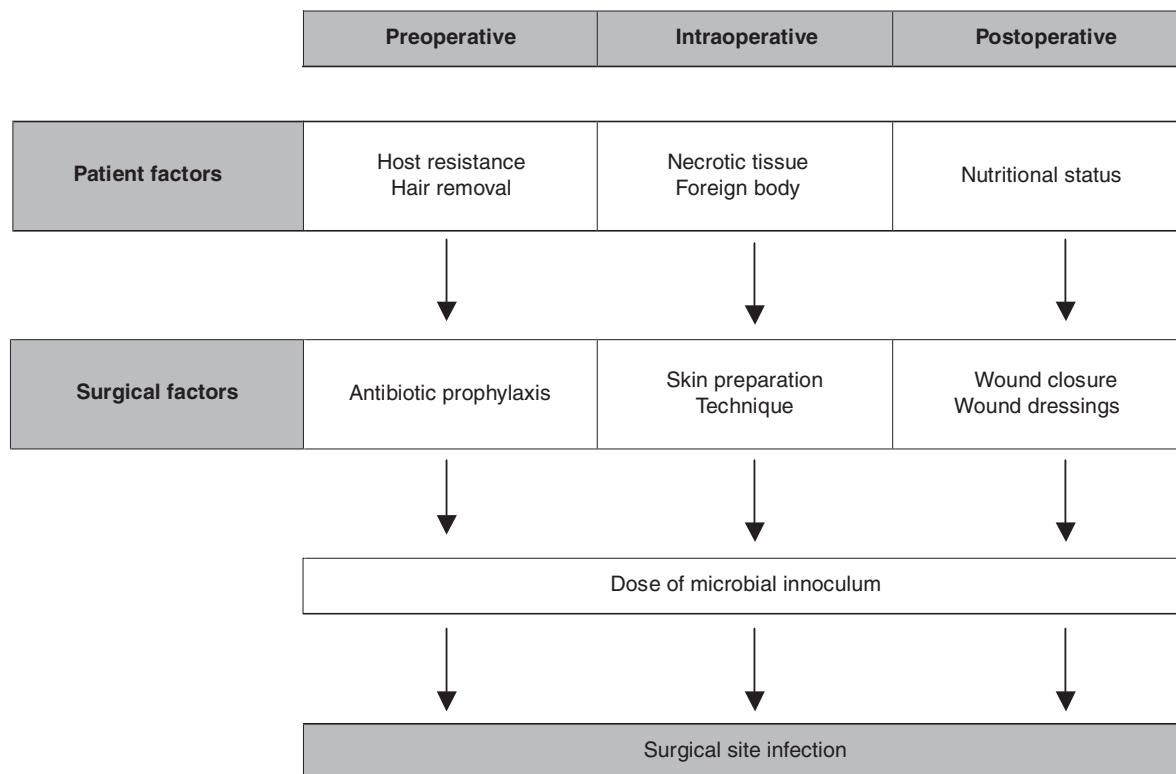 Preoperative
Intraoperative
Postoperative
Patient factors
Host resistance
Hair removal
Necrotic tissue
Foreign body
Nutritional status
Surgical factors
Antibiotic prophylaxis
Skin preparation
Technique
Wound closure
Wound dressings
Dose of microbial innoculum
Surgical site infection